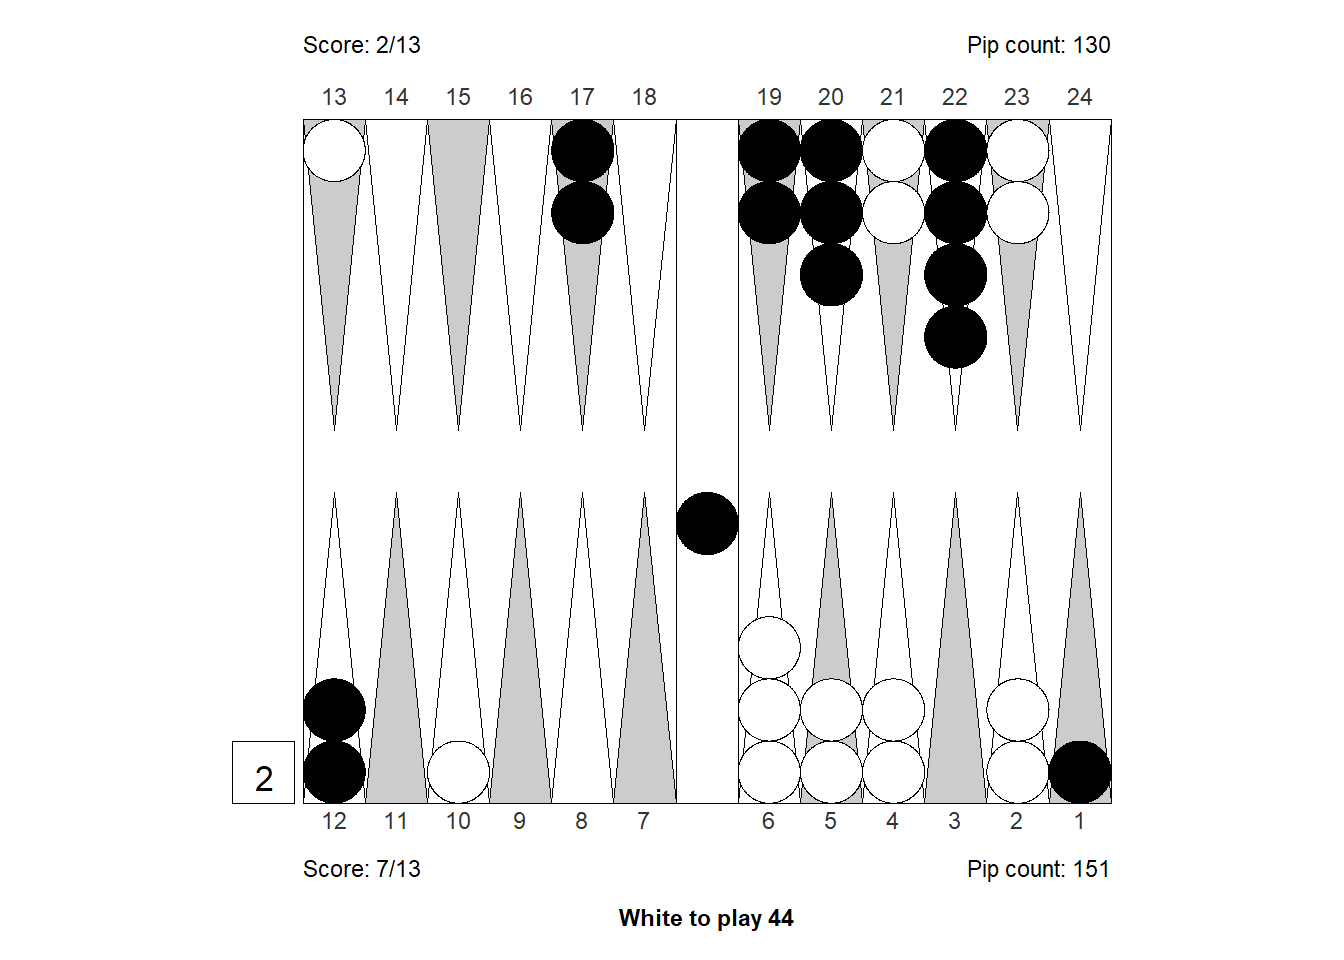 Score: 2/13 Pip count: 130
13 14 15 16 17 18 19 20 21 22 23 24
2
12 11 10 9 8 7 6 5 4 3 2 1
Score: 7/13 Pip count: 151
White to play 44